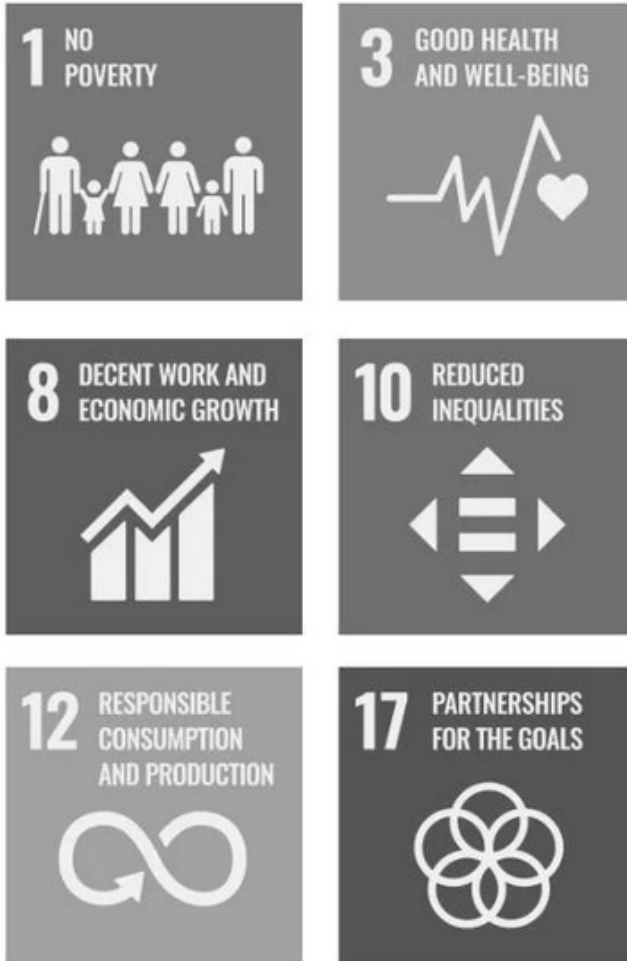 1 NO
POVERTY
3 GOOD HEALTH
AND WELL-BEING
8 DECENT WORK AND
ECONOMIC GROWTH
10 REDUCED
INEQUALITIES
12 RESPONSIBLE
CONSUMPTION
AND PRODUCTION
17 PARTNERSHIPS
FOR THE GOALS